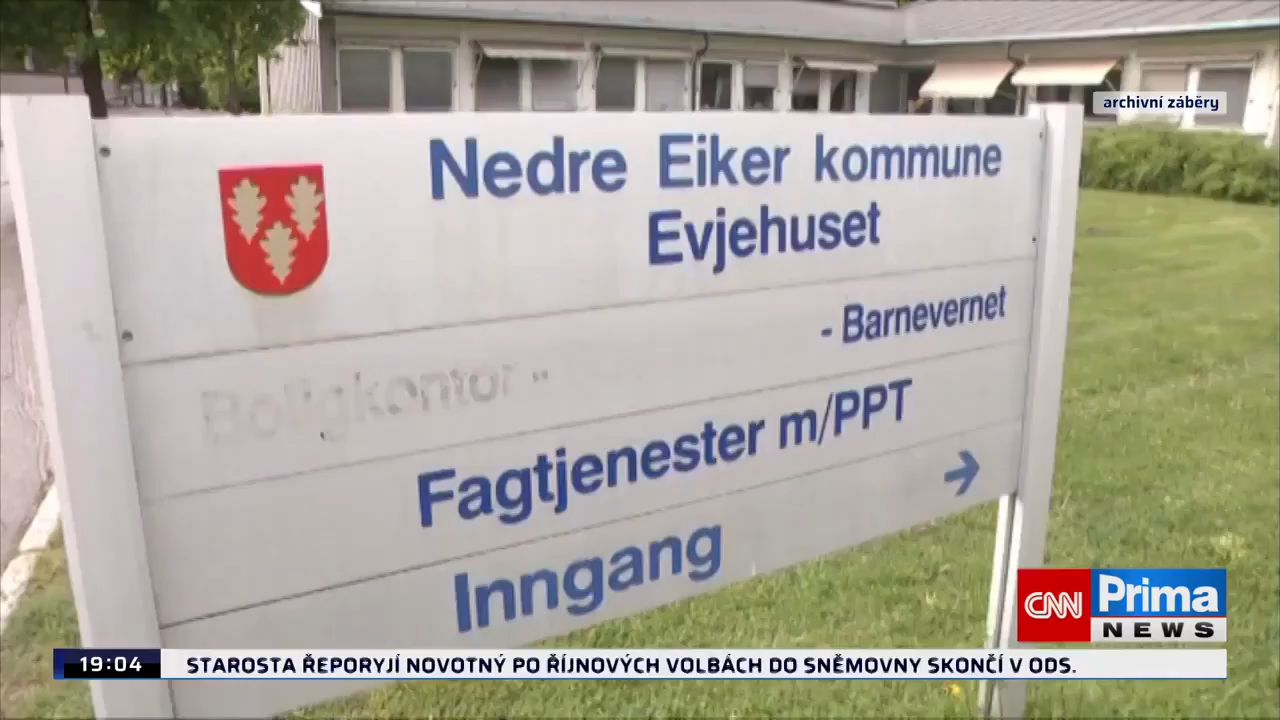 archivní záběry
Nedre Eiker kommune
Evjehuset
- Barnevernet
Boligkontor -
Fagtjenester m/PPT
Inngang
CNN Prima
NEWS
19:04 STAROSTA ŘEPORYJÍ NOVOTNÝ PO ŘÍJNOVÝCH VOLBÁCH DO SNĚMOVNY SKONČÍ V ODS.